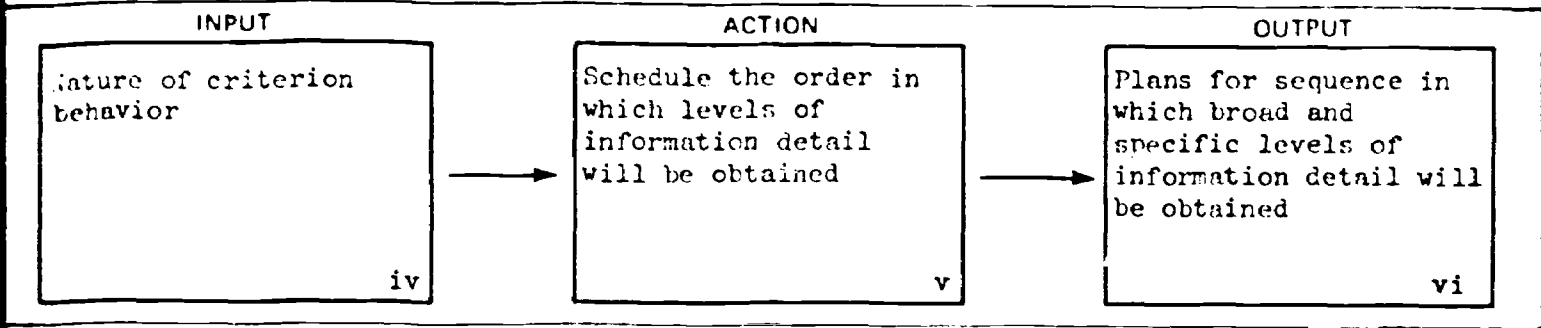 INPUT
ACTION
OUTPUT
Nature of criterion
behavior
iv
Schedule the order in
which levels of
information detail
will be obtained
v
Plans for sequence in
which broad and
specific levels of
information detail will
be obtained
vi